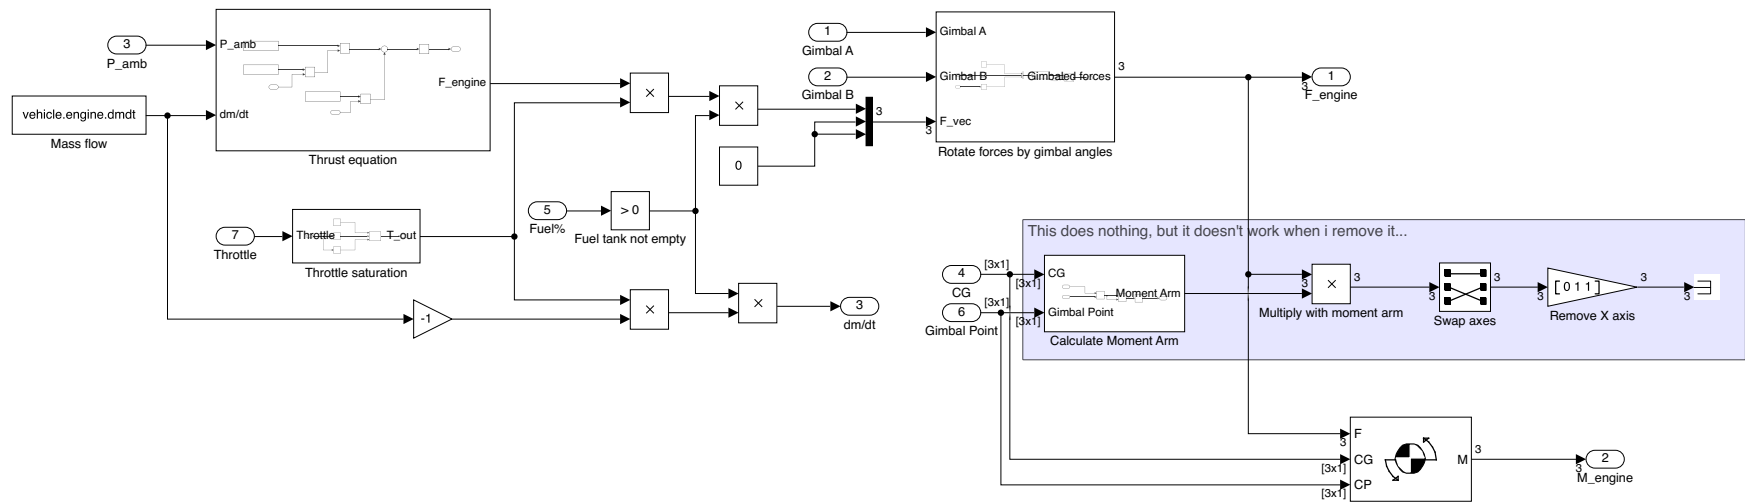 3
P_amb
P_amb
F_engine
dm/dt
Thrust equation
vehicle.engine.dmdt
Mass flow
×
×
0
1
Gimbal A
2
Gimbal B
3
Gimbal A
Gimbal B
F_vec
3
Gimbaled forces
3
Rotate forces by gimbal angles
1
3
F_engine
5
Fuel%
> 0
Fuel tank not empty
7
Throttle
Throttle
T_out
Throttle saturation
-1
×
×
3
dm/dt
This does nothing, but it doesn't work when i remove it...
4
CG
[3x1]
[3x1]
6
Gimbal Point
[3x1]
[3x1]
CG
Moment Arm
Gimbal Point
Calculate Moment Arm
×
3
Multiply with moment arm
3
3
Swap axes
3
[ 0 1 1 ]
3
Remove X axis
3
F
3
CG
[3x1]
CP
[3x1]
M
3
2
3
M_engine